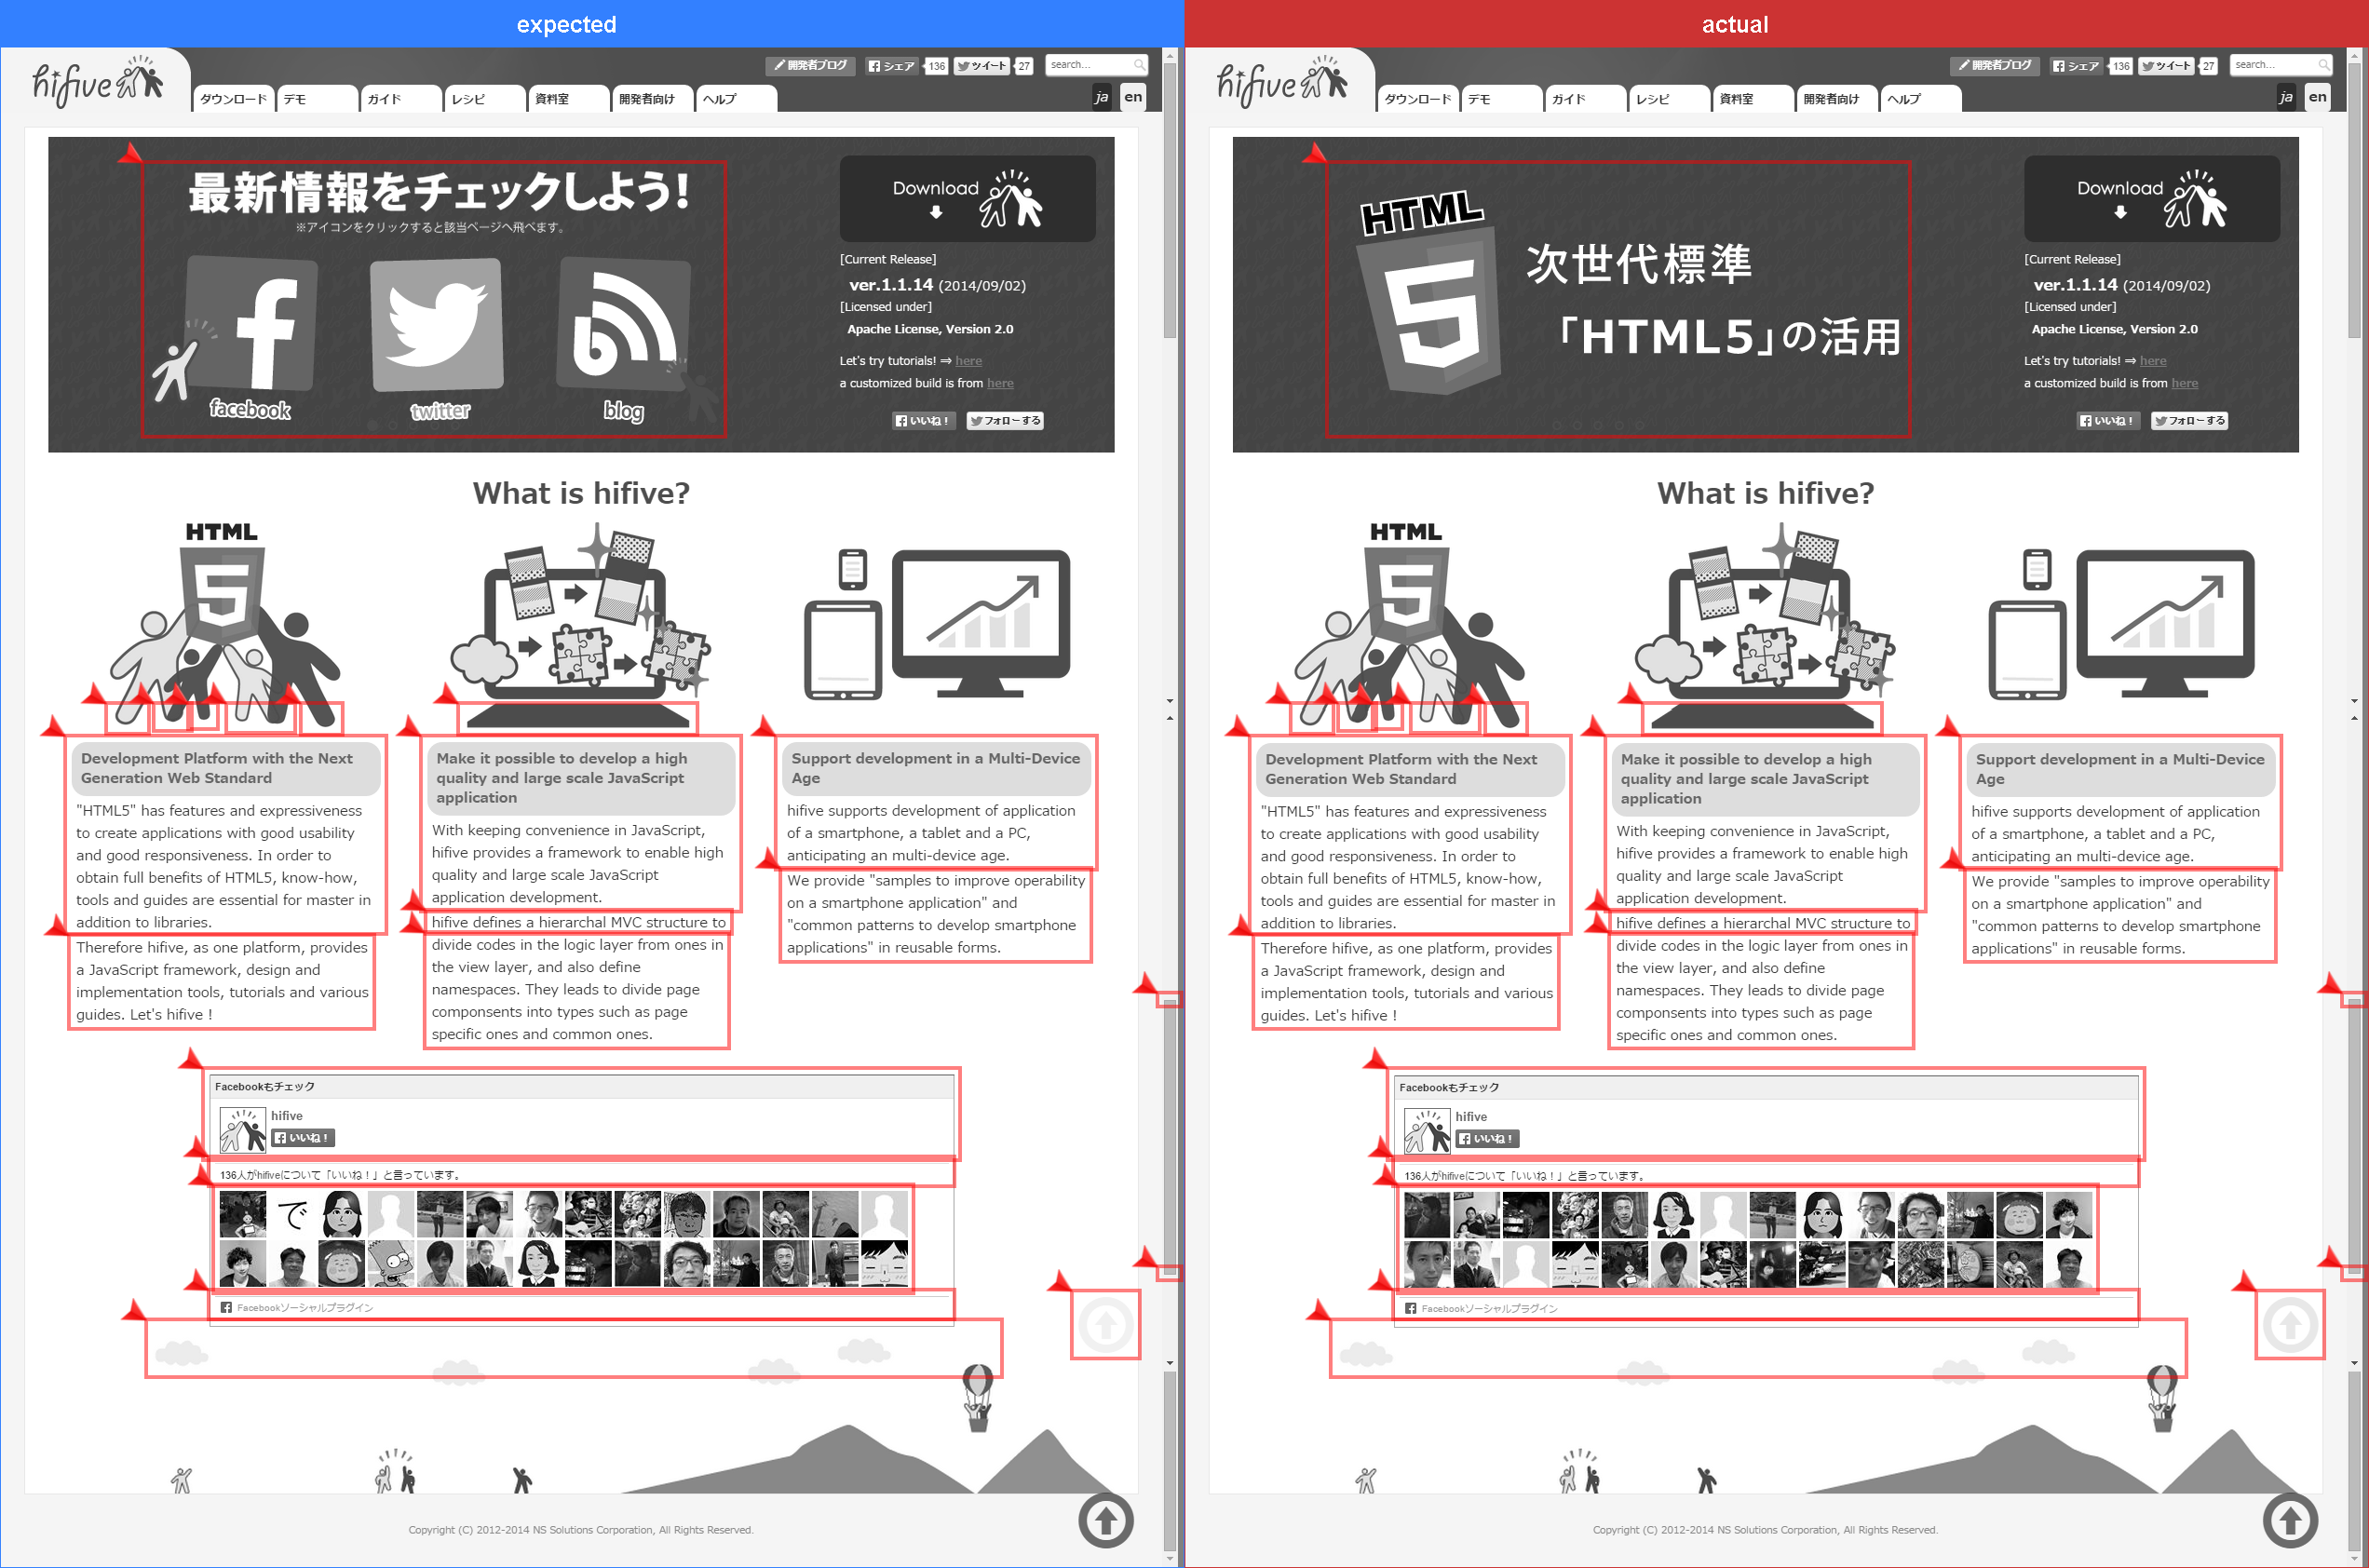 expected
hifive
開発者ブログ
シェア
136
ツイート
27
search...
ダウンロード
デモ
ガイド
レシピ
資料室
開発者向け
ヘルプ
ja
en
最新情報をチェックしよう!
※アイコンをクリックすると該当ページへ飛べます。
facebook
twitter
blog
Download
[Current Release]
ver.1.1.14 (2014/09/02)
[Licensed under]
Apache License, Version 2.0
Let's try tutorials! ⇒ here
a customized build is from here
いいね！
フォローする
What is hifive?
HTML
5
Development Platform with the Next
Generation Web Standard
"HTML5" has features and expressiveness
to create applications with good usability
and good responsiveness. In order to
obtain full benefits of HTML5, know-how,
tools and guides are essential for master in
addition to libraries.
Therefore hifive, as one platform, provides
a JavaScript framework, design and
implementation tools, tutorials and various
guides. Let's hifive !
Make it possible to develop a high
quality and large scale JavaScript
application
With keeping convenience in JavaScript,
hifive provides a framework to enable high
quality and large scale JavaScript
application development.
hifive defines a hierarchal MVC structure to
divide codes in the logic layer from ones in
the view layer, and also define
namespaces. They leads to divide page
componsents into types such as page
specific ones and common ones.
Support development in a Multi-Device
Age
hifive supports development of application
of a smartphone, a tablet and a PC,
anticipating an multi-device age.
We provide "samples to improve operability
on a smartphone application" and
"common patterns to develop smartphone
applications" in reusable forms.
Facebookもチェック
hifive
いいね！
136人がhifiveについて「いいね！」と言っています。
で
Facebookソーシャルプラグイン
Copyright (C) 2012-2014 NS Solutions Corporation, All Rights Reserved.
actual
hifive
開発者ブログ
シェア
136
ツイート
27
search...
ダウンロード
デモ
ガイド
レシピ
資料室
開発者向け
ヘルプ
ja
en
HTML
5
次世代標準
「HTML5」の活用
Download
[Current Release]
ver.1.1.14 (2014/09/02)
[Licensed under]
Apache License, Version 2.0
Let's try tutorials! ⇒ here
a customized build is from here
いいね！
フォローする
What is hifive?
HTML
5
Development Platform with the Next
Generation Web Standard
"HTML5" has features and expressiveness
to create applications with good usability
and good responsiveness. In order to
obtain full benefits of HTML5, know-how,
tools and guides are essential for master in
addition to libraries.
Therefore hifive, as one platform, provides
a JavaScript framework, design and
implementation tools, tutorials and various
guides. Let's hifive !
Make it possible to develop a high
quality and large scale JavaScript
application
With keeping convenience in JavaScript,
hifive provides a framework to enable high
quality and large scale JavaScript
application development.
hifive defines a hierarchal MVC structure to
divide codes in the logic layer from ones in
the view layer, and also define
namespaces. They leads to divide page
componsents into types such as page
specific ones and common ones.
Support development in a Multi-Device
Age
hifive supports development of application
of a smartphone, a tablet and a PC,
anticipating an multi-device age.
We provide "samples to improve operability
on a smartphone application" and
"common patterns to develop smartphone
applications" in reusable forms.
Facebookもチェック
hifive
いいね！
136人がhifiveについて「いいね！」と言っています。
Facebookソーシャルプラグイン
Copyright (C) 2012-2014 NS Solutions Corporation, All Rights Reserved.